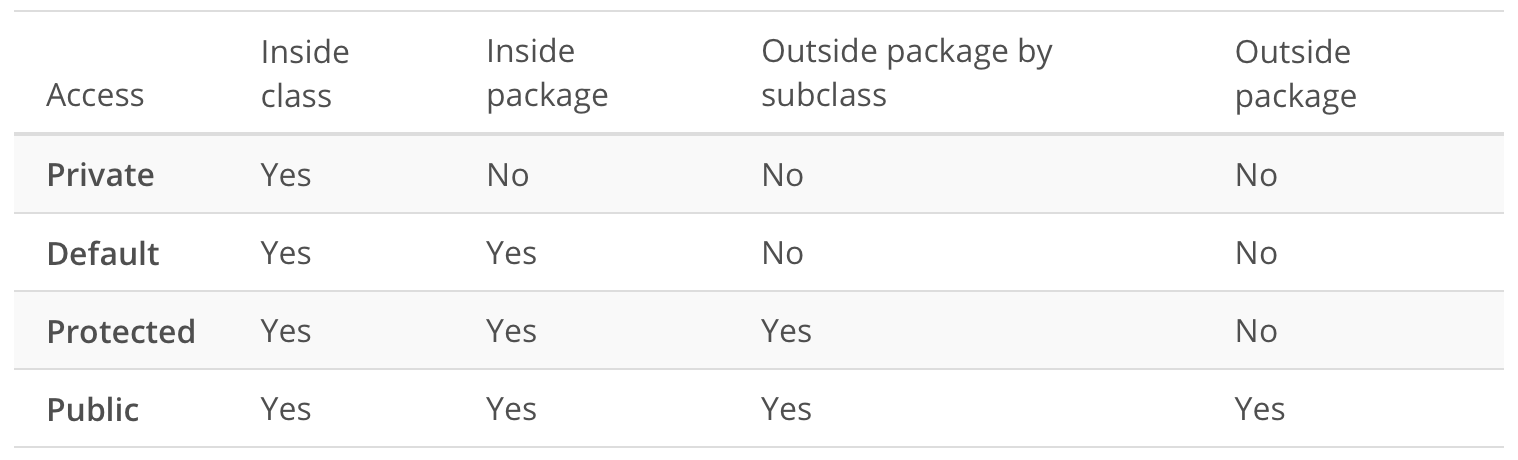 Access Inside class Inside package Outside package by subclass Outside package
Private Yes No No No
Default Yes Yes No No
Protected Yes Yes Yes No
Public Yes Yes Yes Yes